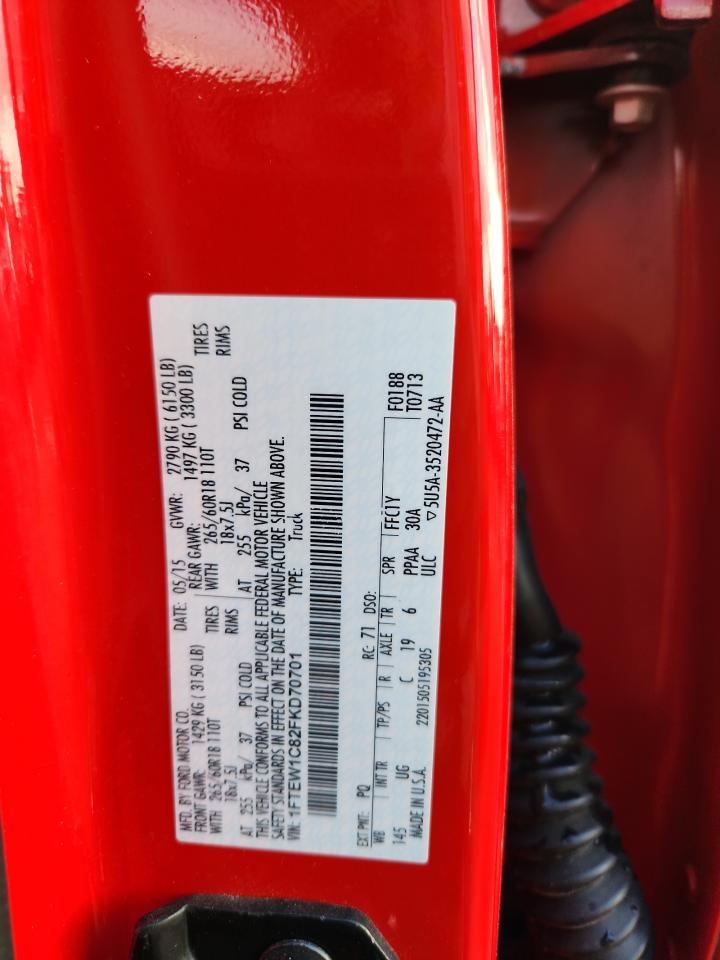 MFD. BY FORD MOTOR CO. DATE: 05/15 GVWR: 2790 KG ( 6150 LB)
FRONT GAWR: 1429 KG ( 3150 LB) REAR GAWR: 1497 KG ( 3300 LB)
WITH 265/60R18 110T TIRES WITH 265/60R18 110T TIRES
18x7.5J RIMS 18x7.5J RIMS
AT 255 kPa/ 37 PSI COLD AT 255 kPa/ 37 PSI COLD
THIS VEHICLE CONFORMS TO ALL APPLICABLE FEDERAL MOTOR VEHICLE
SAFETY STANDARDS IN EFFECT ON THE DATE OF MANUFACTURE SHOWN ABOVE.
VIN: 1FTEW1C82FKD70701 TYPE: Truck
EXT PNT: PQ RC: 71 DSO: F0188
WB INT TR TP/PS R AXLE TR SPR FFC1Y T0713
145 UG C 19 6 PPAA 30A
MADE IN U.S.A. 2201505195305 ULC ▽5U5A-3520472-AA